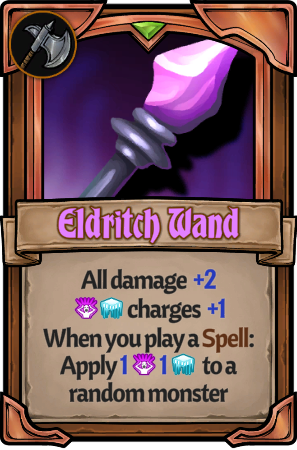 Eldritch Wand
All damage +2
charges +1
When you play a Spell:
Apply 1 1 to a
random monster